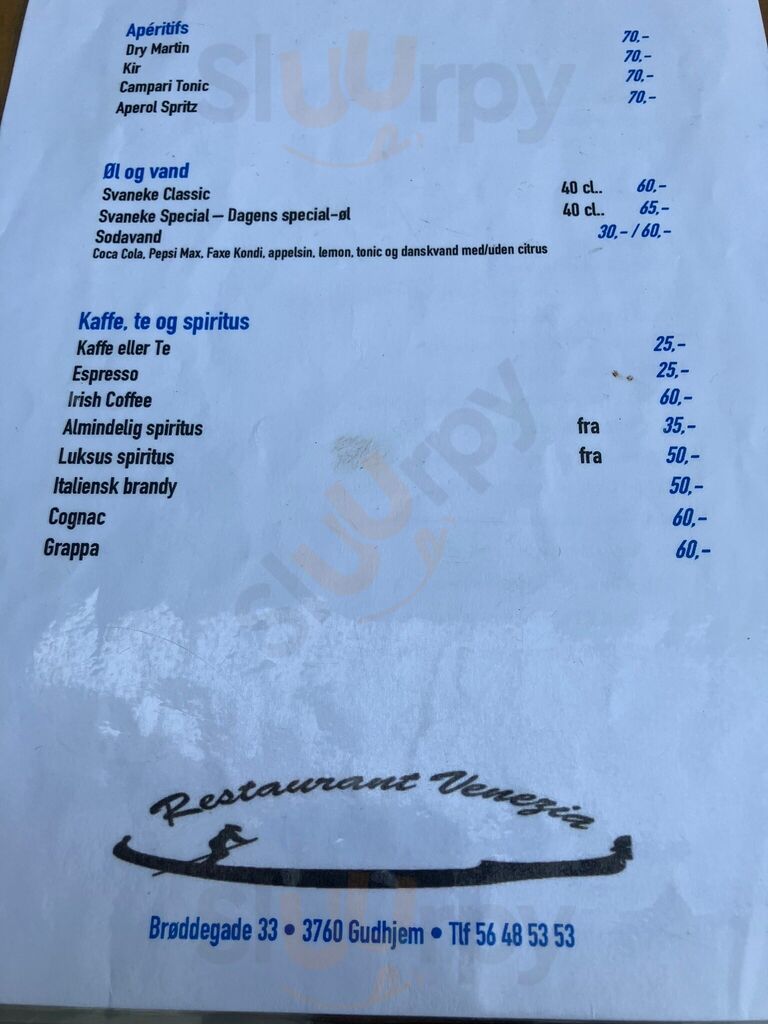 Apéritifs
Dry Martin 70,-
Kir 70,-
Campari Tonic 70,-
Aperol Spritz 70,-
Øl og vand
Svaneke Classic 40 cl.. 60,-
Svaneke Special – Dagens special-øl 40 cl.. 65,-
Sodavand 30,- / 60,-
Coca Cola, Pepsi Max, Faxe Kondi, appelsin, lemon, tonic og danskvand med/uden citrus
Kaffe, te og spiritus
Kaffe eller Te 25,-
Espresso 25,-
Irish Coffee 60,-
Almindelig spiritus fra 35,-
Luksus spiritus fra 50,-
Italiensk brandy 50,-
Cognac 60,-
Grappa 60,-
Restaurant Venezia
Brøddegade 33 • 3760 Gudhjem • Tlf 56 48 53 53
Sluurpy
Sluurpy
Sluurpy